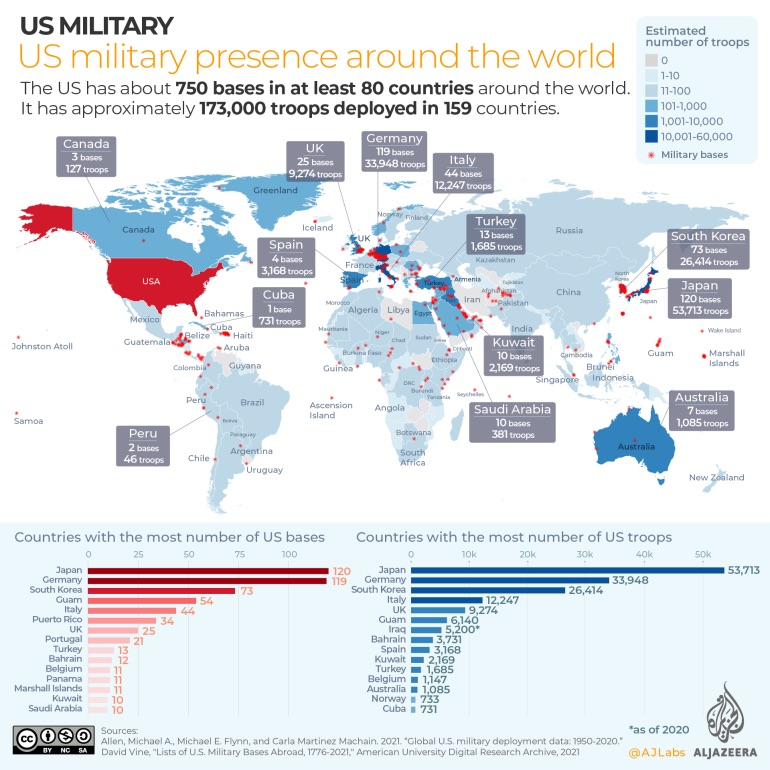 US MILITARY
US military presence around the world
The US has about 750 bases in at least 80 countries around the world.
It has approximately 173,000 troops deployed in 159 countries.
Estimated
number of troops
0
1-10
11-100
101-1,000
1,001-10,000
10,001-60,000
Military bases
Canada
3 bases
127 troops
UK
25 bases
9,274 troops
Germany
119 bases
33,948 troops
Italy
44 bases
12,247 troops
Turkey
13 bases
1,685 troops
South Korea
73 bases
26,414 troops
Japan
120 bases
53,713 troops
Spain
4 bases
3,168 troops
Cuba
1 base
731 troops
Kuwait
10 bases
2,169 troops
Saudi Arabia
10 bases
381 troops
Australia
7 bases
1,085 troops
Peru
2 bases
46 troops
Greenland
Canada
Iceland
Norway
Finland
Russia
UK
France
Spain
Turkey
Armenia
Kazakhstan
Tajikistan
Afghanistan
Iran
Pakistan
China
North
Korea
Japan
USA
Mexico
Bahamas
Cuba
Haiti
Belize
Guatemala
Aruba
Colombia
Guyana
Peru
Brazil
Bolivia
Paraguay
Argentina
Chile
Uruguay
Johnston Atoll
Samoa
Morocco
Algeria
Libya
Egypt
Mauritania
Niger
Chad
Sudan
Burkina Faso
Guinea
Djibouti
Ethiopia
DRC
Burundi
Tanzania
Seychelles
Ascension
Island
Angola
Botswana
South
Africa
India
Cambodia
Singapore
Brunei
Indonesia
Guam
Wake Island
Marshall
Islands
Australia
New Zealand
Countries with the most number of US bases
0 25 50 75 100
Japan 120
Germany 119
South Korea 73
Guam 54
Italy 44
Puerto Rico 34
UK 25
Portugal 21
Turkey 13
Bahrain 12
Belgium 11
Panama 11
Marshall Islands 11
Kuwait 10
Saudi Arabia 10
Countries with the most number of US troops
0 10k 20k 30k 40k 50k
Japan 53,713
Germany 33,948
South Korea 26,414
Italy 12,247
UK 9,274
Guam 6,140
Iraq 5,200*
Bahrain 3,731
Spain 3,168
Kuwait 2,169
Turkey 1,685
Belgium 1,147
Australia 1,085
Norway 733
Cuba 731
*as of 2020
cc BY NC SA
Sources:
Allen, Michael A., Michael E. Flynn, and Carla Martinez Machain. 2021. "Global U.S. military deployment data: 1950-2020."
David Vine, "Lists of U.S. Military Bases Abroad, 1776-2021," American University Digital Research Archive, 2021
@AJLabs
ALJAZEERA